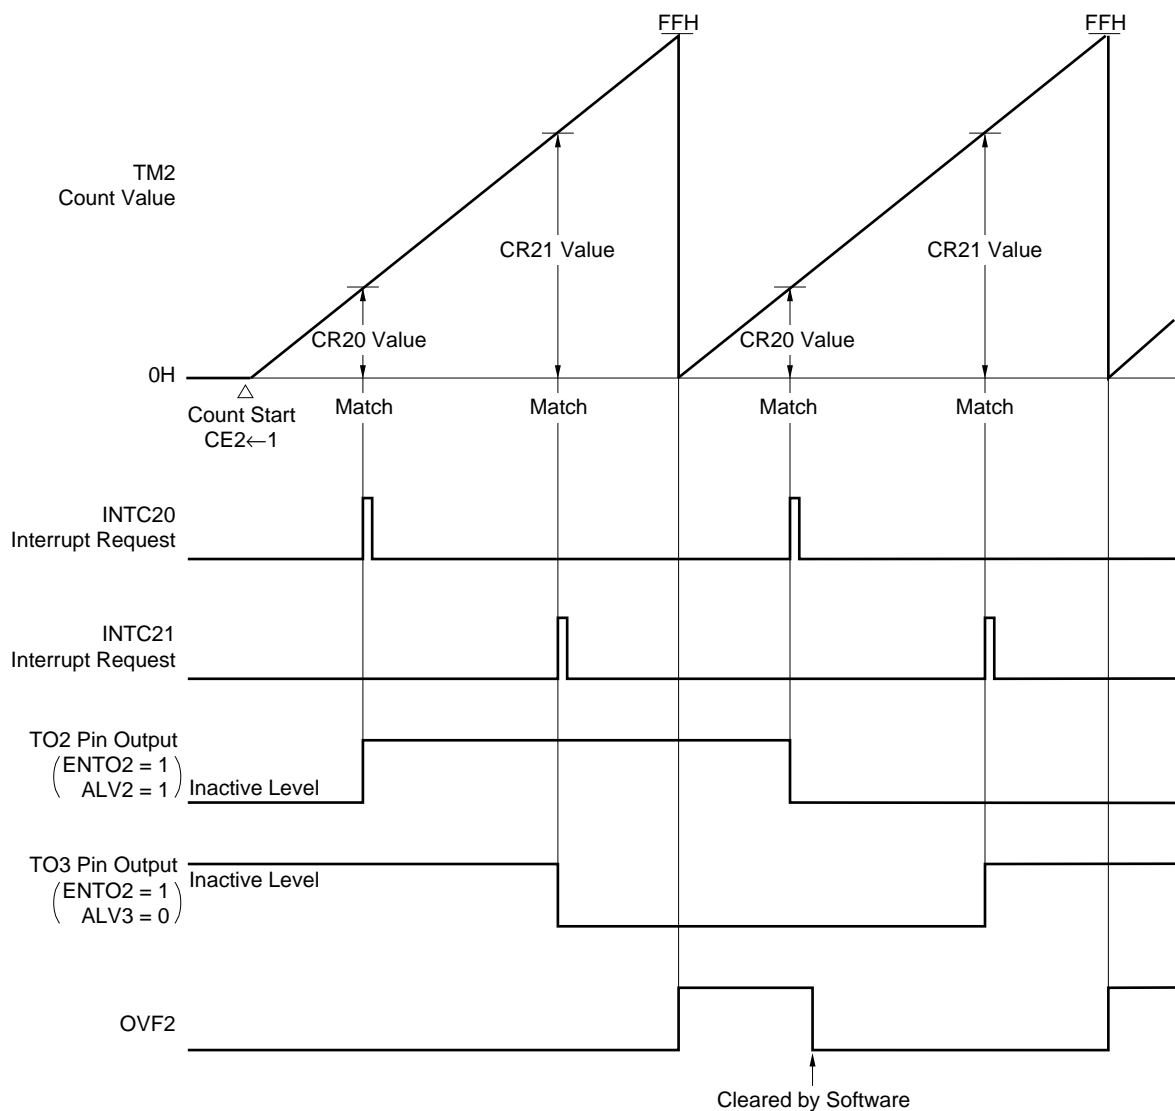 FFH
FFH
TM2
Count Value
CR21 Value
CR21 Value
CR20 Value
CR20 Value
0H
Match
Match
Match
Match
Count Start
CE2←1
INTC20
Interrupt Request
INTC21
Interrupt Request
TO2 Pin Output
(ENTO2 = 1
ALV2 = 1)
Inactive Level
TO3 Pin Output
Inactive Level
(ENTO2 = 1
ALV3 = 0)
OVF2
Cleared by Software